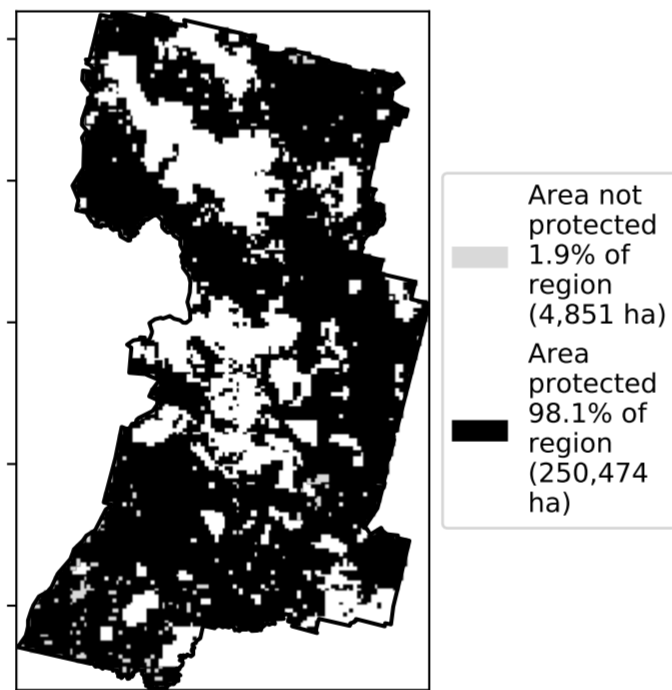 Area not
protected
1.9% of
region
(4,851 ha)
Area
protected
98.1% of
region
(250,474
ha)